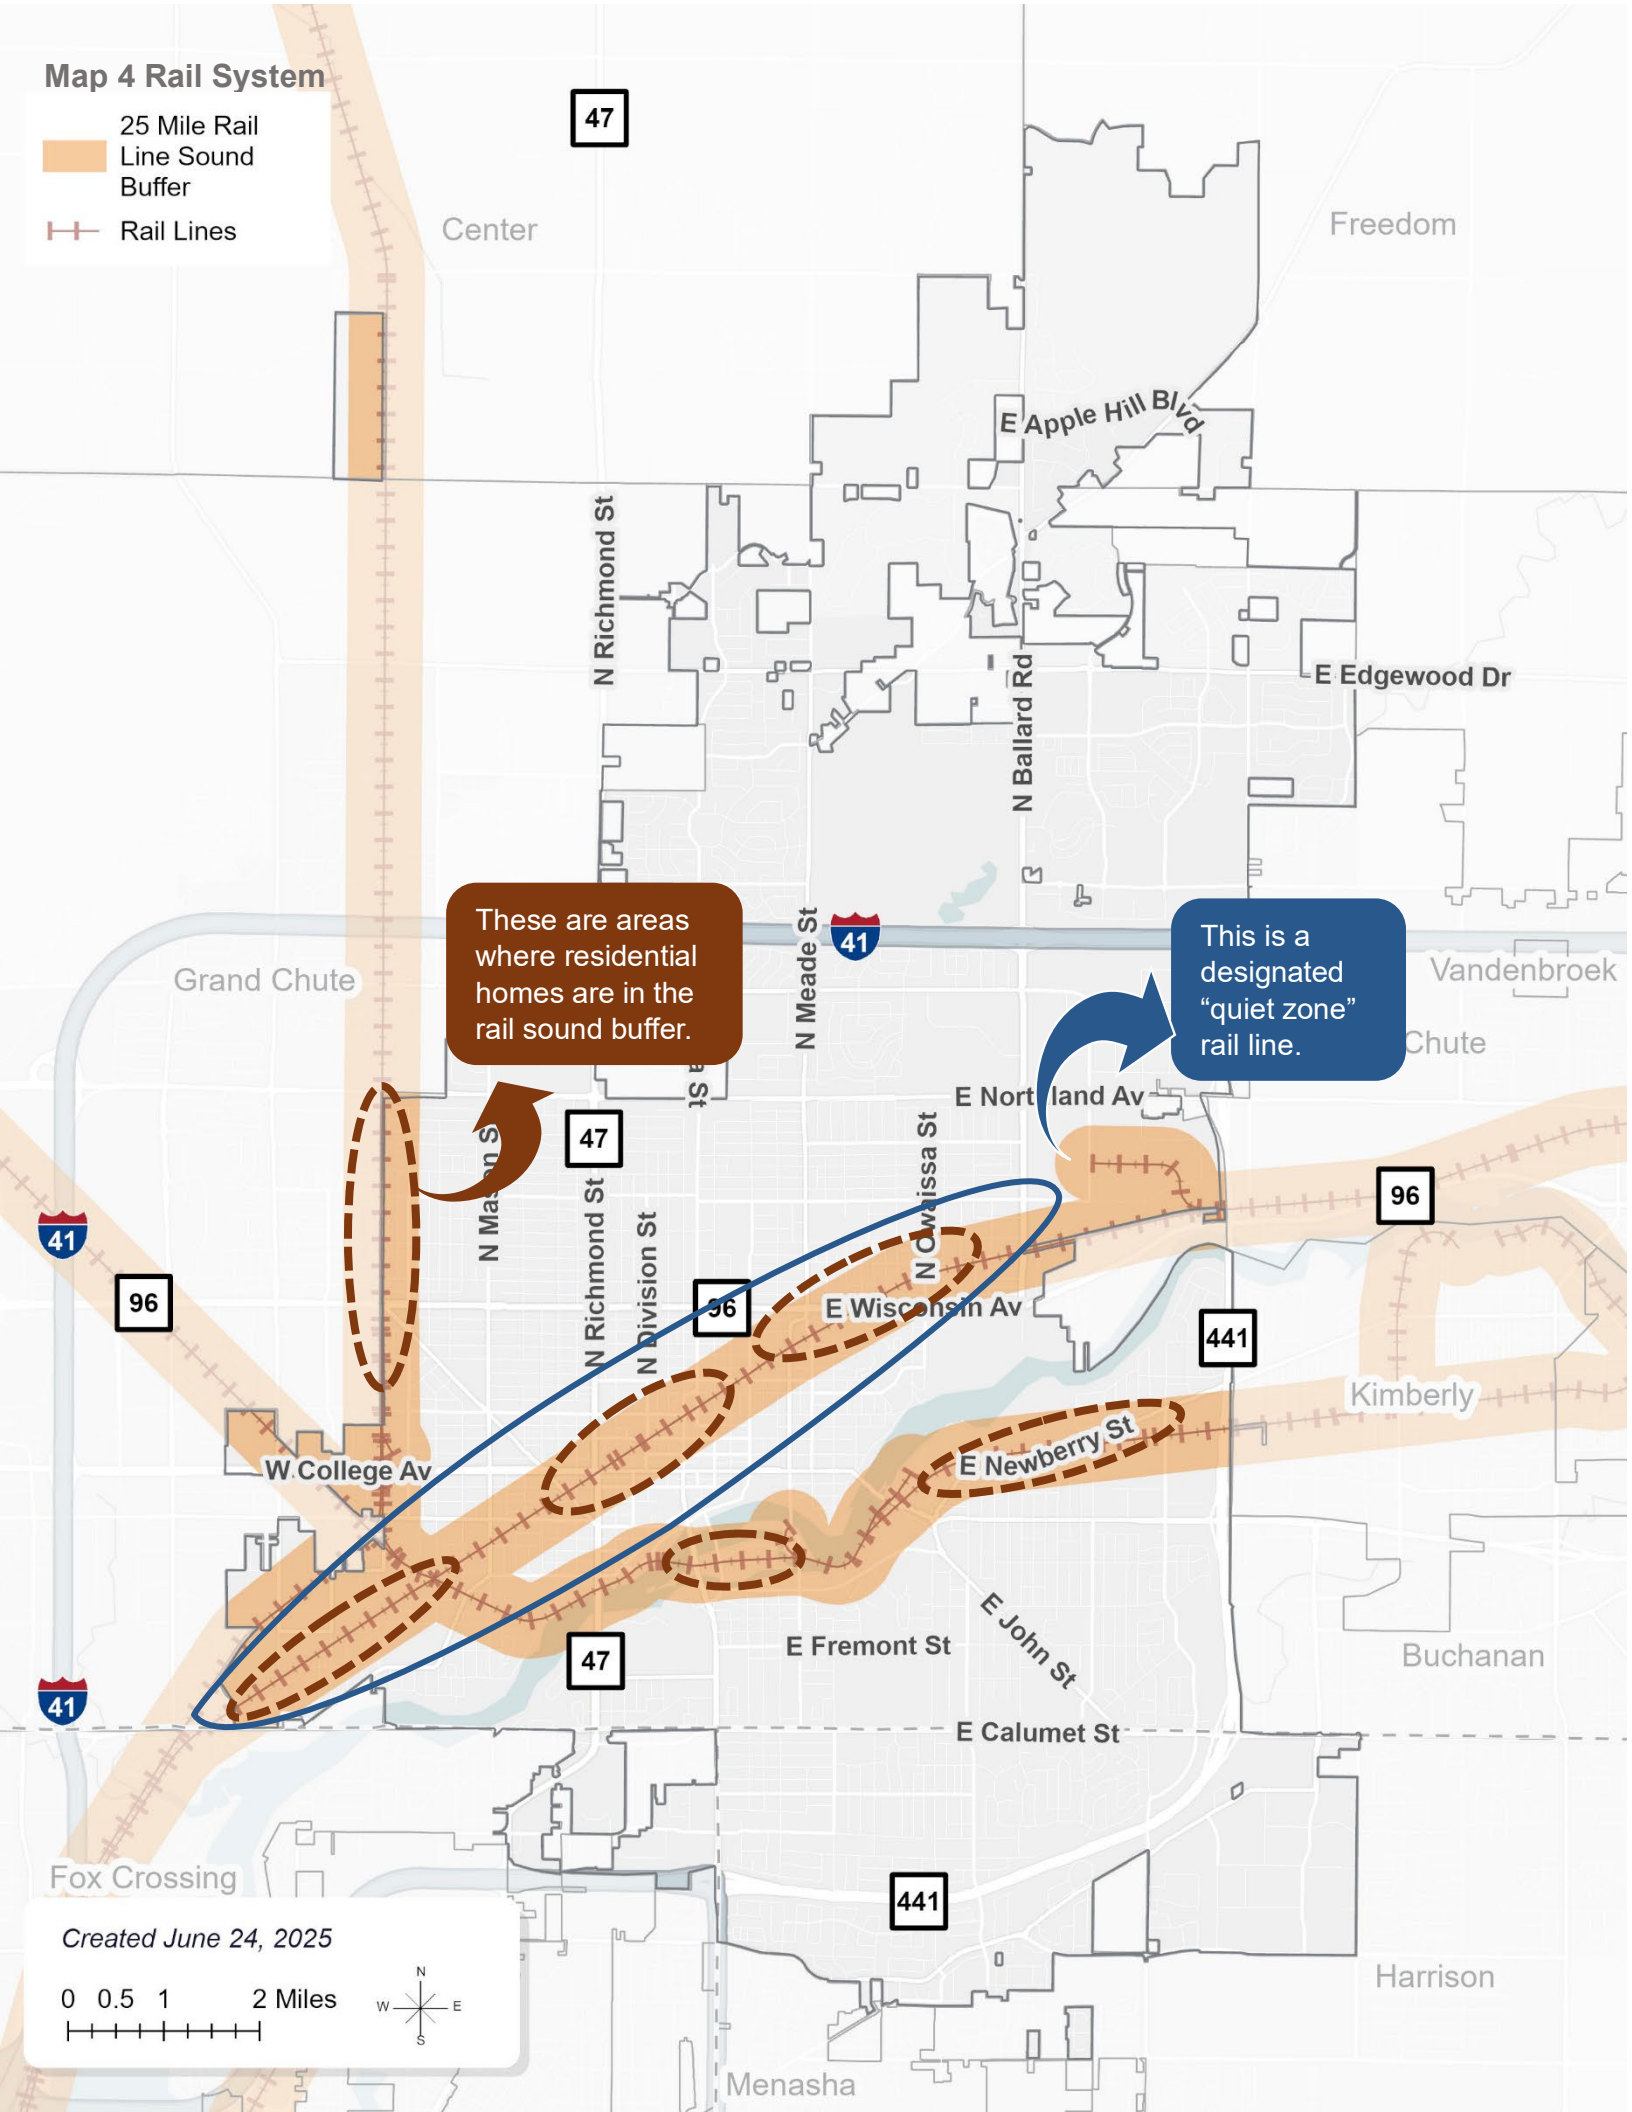 Map 4 Rail System
25 Mile Rail
Line Sound
Buffer
Rail Lines
47
Center
Freedom
E Apple Hill Blvd
N Richmond St
E Edgewood Dr
N Ballard Rd
These are areas
where residential
homes are in the
rail sound buffer.
N Meade St
41
This is a
designated
“quiet zone”
rail line.
Grand Chute
Vandenbroek
Chute
E Northland Av
a St
47
N Mason St
N Owaissa St
96
41
N Richmond St
N Division St
96
96
E Wisconsin Av
441
Kimberly
E Newberry St
W College Av
E John St
E Fremont St
47
Buchanan
41
E Calumet St
Fox Crossing
441
Created June 24, 2025
0 0.5 1 2 Miles
N
W E
S
Harrison
Menasha